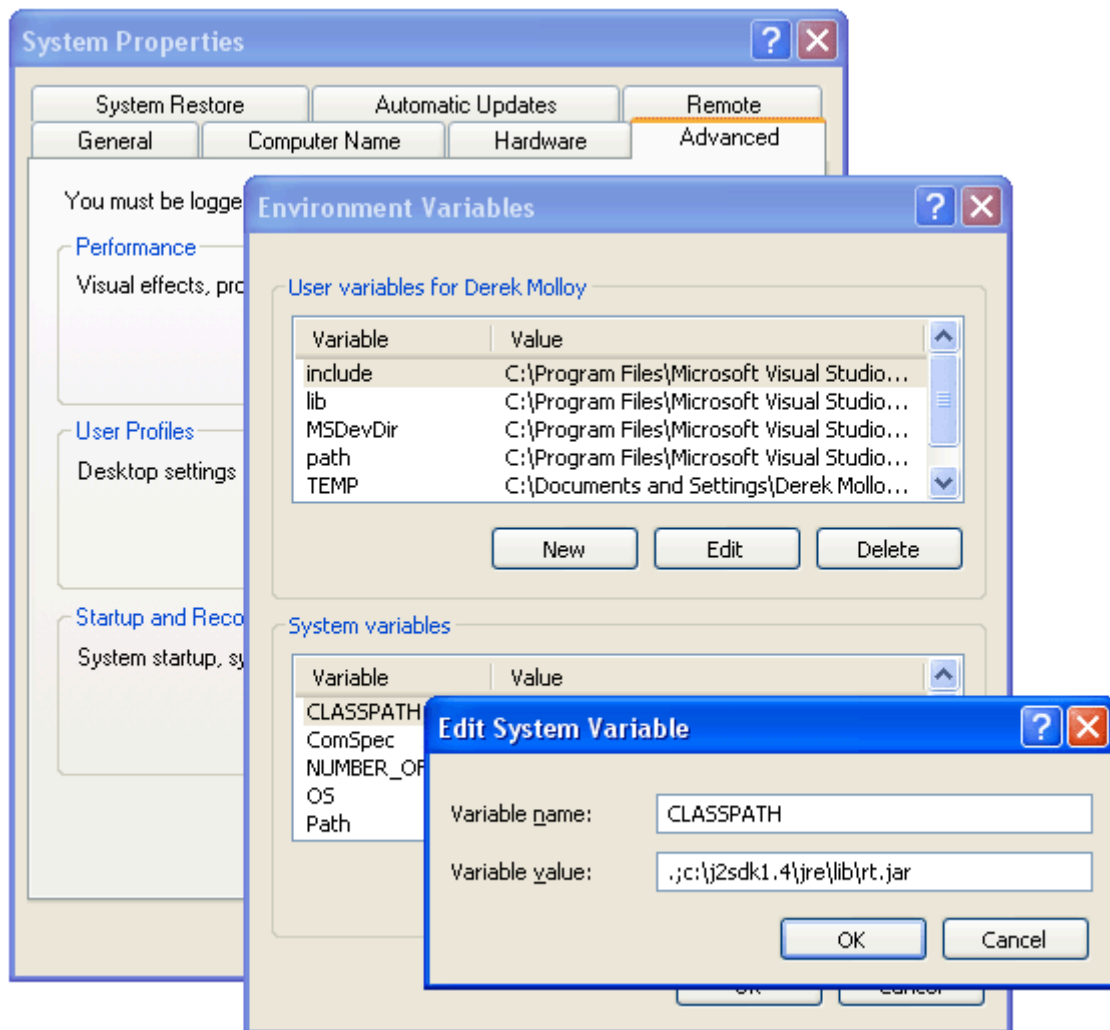 System Properties
System Restore Automatic Updates Remote
General Computer Name Hardware Advanced
You must be logge
Performance
Visual effects, pro
User Profiles
Desktop settings
Startup and Reco
System startup, sy
Environment Variables
User variables for Derek Molloy
Variable Value
include C:\Program Files\Microsoft Visual Studio...
lib C:\Program Files\Microsoft Visual Studio...
MSDevDir C:\Program Files\Microsoft Visual Studio...
path C:\Program Files\Microsoft Visual Studio...
TEMP C:\Documents and Settings\Derek Mollo...
New Edit Delete
System variables
Variable Value
CLASSPATH
ComSpec
NUMBER_OF
OS
Path
Edit System Variable
Variable name: CLASSPATH
Variable value: .;c:\j2sdk1.4\jre\lib\rt.jar
OK Cancel